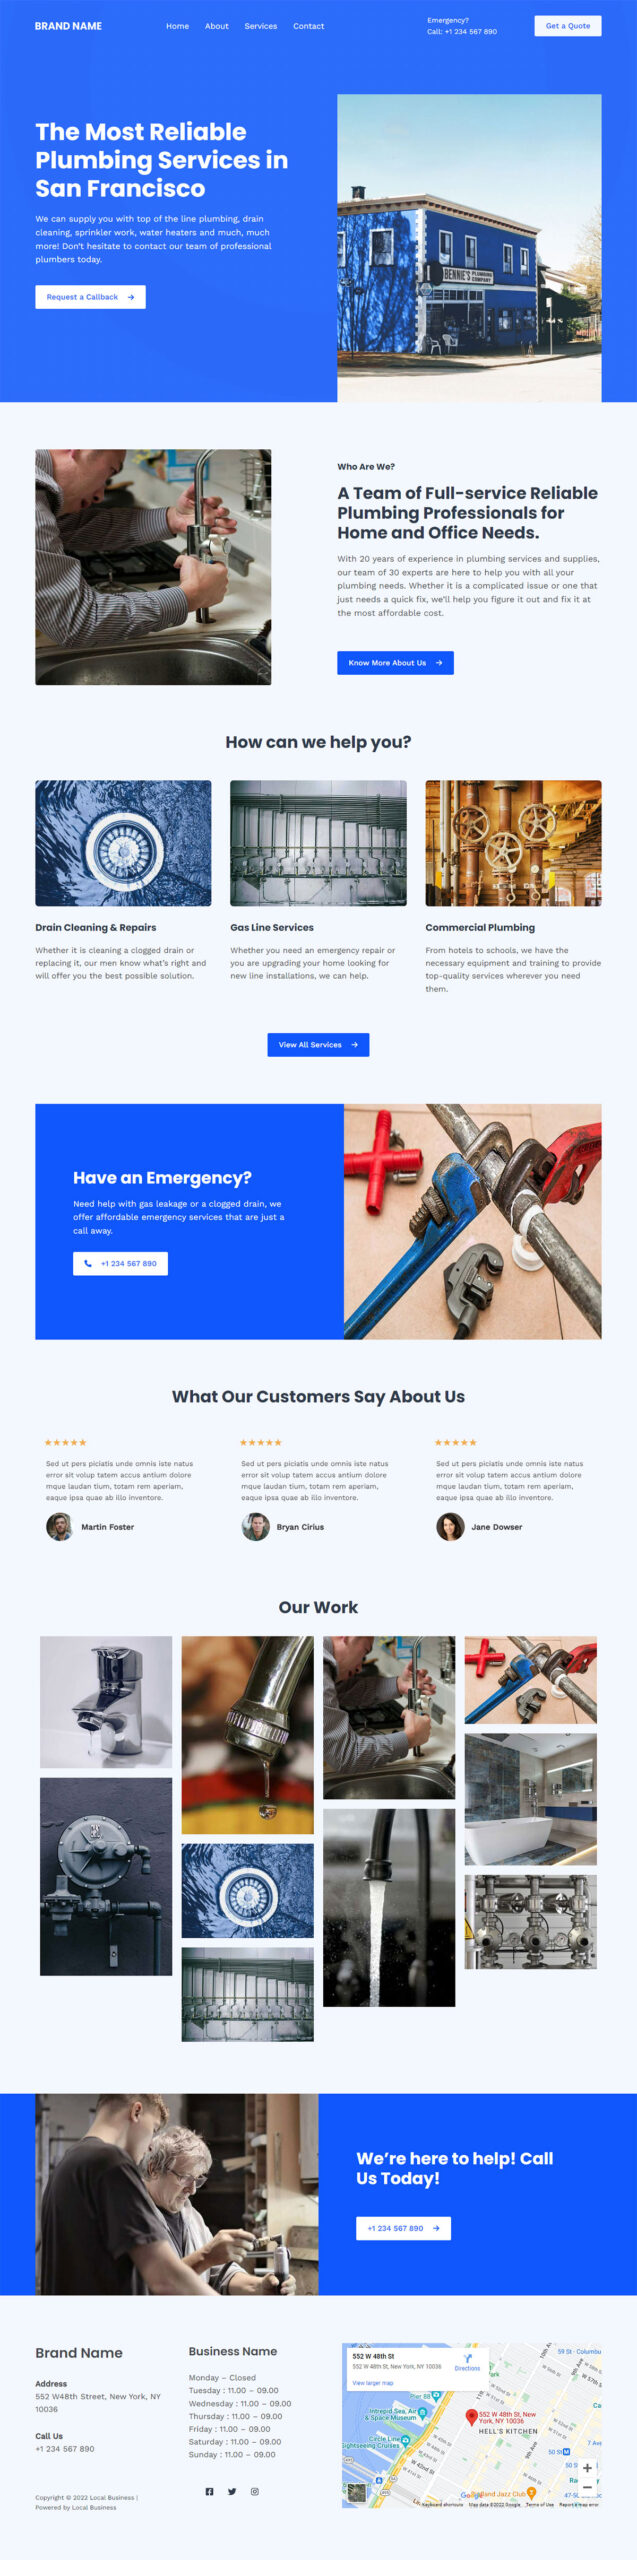 BRAND NAME
Home
About
Services
Contact
Emergency?
Call: +1 234 567 890
Get a Quote
The Most Reliable
Plumbing Services in
San Francisco
We can supply you with top of the line plumbing, drain
cleaning, sprinkler work, water heaters and much, much
more! Don't hesitate to contact our team of professional
plumbers today.
Request a Callback
BENNIE'S PLUMBING
COMPANY
Who Are We?
A Team of Full-service Reliable
Plumbing Professionals for
Home and Office Needs.
With 20 years of experience in plumbing services and supplies,
our team of 30 experts are here to help you with all your
plumbing needs. Whether it is a complicated issue or one that
just needs a quick fix, we'll help you figure it out and fix it at
the most affordable cost.
Know More About Us
How can we help you?
Drain Cleaning & Repairs
Whether it is cleaning a clogged drain or
replacing it, our men know what's right and
will offer you the best possible solution.
Gas Line Services
Whether you need an emergency repair or
you are upgrading your home looking for
new line installations, we can help.
Commercial Plumbing
From hotels to schools, we have the
necessary equipment and training to provide
top-quality services wherever you need
them.
View All Services
Have an Emergency?
Need help with gas leakage or a clogged drain, we
offer affordable emergency services that are just a
call away.
+1 234 567 890
What Our Customers Say About Us
Sed ut pers piciatis unde omnis iste natus
error sit volup tatem accus antium dolore
mque laudan tium, totam rem aperiam,
eaque ipsa quae ab illo inventore.
Martin Foster
Sed ut pers piciatis unde omnis iste natus
error sit volup tatem accus antium dolore
mque laudan tium, totam rem aperiam,
eaque ipsa quae ab illo inventore.
Bryan Cirius
Sed ut pers piciatis unde omnis iste natus
error sit volup tatem accus antium dolore
mque laudan tium, totam rem aperiam,
eaque ipsa quae ab illo inventore.
Jane Dowser
Our Work
We're here to help! Call
Us Today!
+1 234 567 890
Brand Name
Address
552 W48th Street, New York, NY
10036
Call Us
+1 234 567 890
Copyright © 2022 Local Business |
Powered by Local Business
Business Name
Monday – Closed
Tuesday : 11.00 – 09.00
Wednesday : 11.00 – 09.00
Thursday : 11.00 – 09.00
Friday : 11.00 – 09.00
Saturday : 11.00 – 09.00
Sunday : 11.00 – 09.00
552 W 48th St
552 W 48th St, New York, NY 10036
Directions
View larger map
59 St - Columbu
Pier 88
Intrepid Sea, Air
& Space Museum
Circle Line
Sightseeing Cruises
552 W 48th St, New
York, NY 10036
HELL'S KITCHEN
50 St
Google
Jazz Club
Keyboard shortcuts
Map data ©2022 Google
Terms of Use
Report a map error